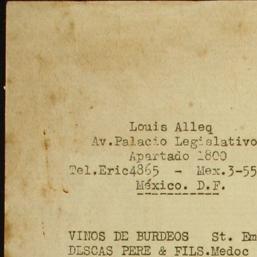 Louis Alleq
Av.Palacio Legislativo
Apartado 1800
Tel.Eric4865 - Mex.3-55
México. D.F.
VINOS DE BURDEOS St. Em
DESCAS PERE & FILS.Medoc